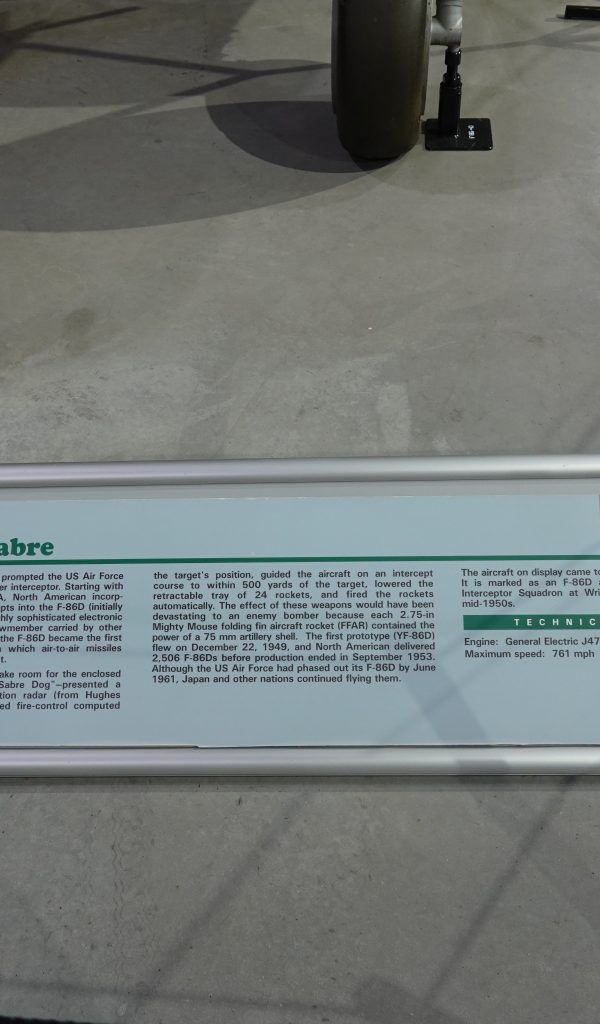 abre
prompted the US Air Force
er interceptor. Starting with
A, North American incorp-
pts into the F-86D (initially
hly sophisticated electronic
wmember carried by other
the F-86D became the first
which air-to-air missiles
t.
ake room for the enclosed
Sabre Dog"—presented a
tion radar (from Hughes
ed fire-control computed
the target's position, guided the aircraft on an intercept
course to within 500 yards of the target, lowered the
retractable tray of 24 rockets, and fired the rockets
automatically. The effect of these weapons would have been
devastating to an enemy bomber because each 2.75-in
Mighty Mouse folding fin aircraft rocket (FFAR) contained the
power of a 75 mm artillery shell. The first prototype (YF-86D)
flew on December 22, 1949, and North American delivered
2,506 F-86Ds before production ended in September 1953.
Although the US Air Force had phased out its F-86D by June
1961, Japan and other nations continued flying them.
The aircraft on display came to
It is marked as an F-86D a
Interceptor Squadron at Wri
mid-1950s.
TECHNIC
Engine: General Electric J47
Maximum speed: 761 mph